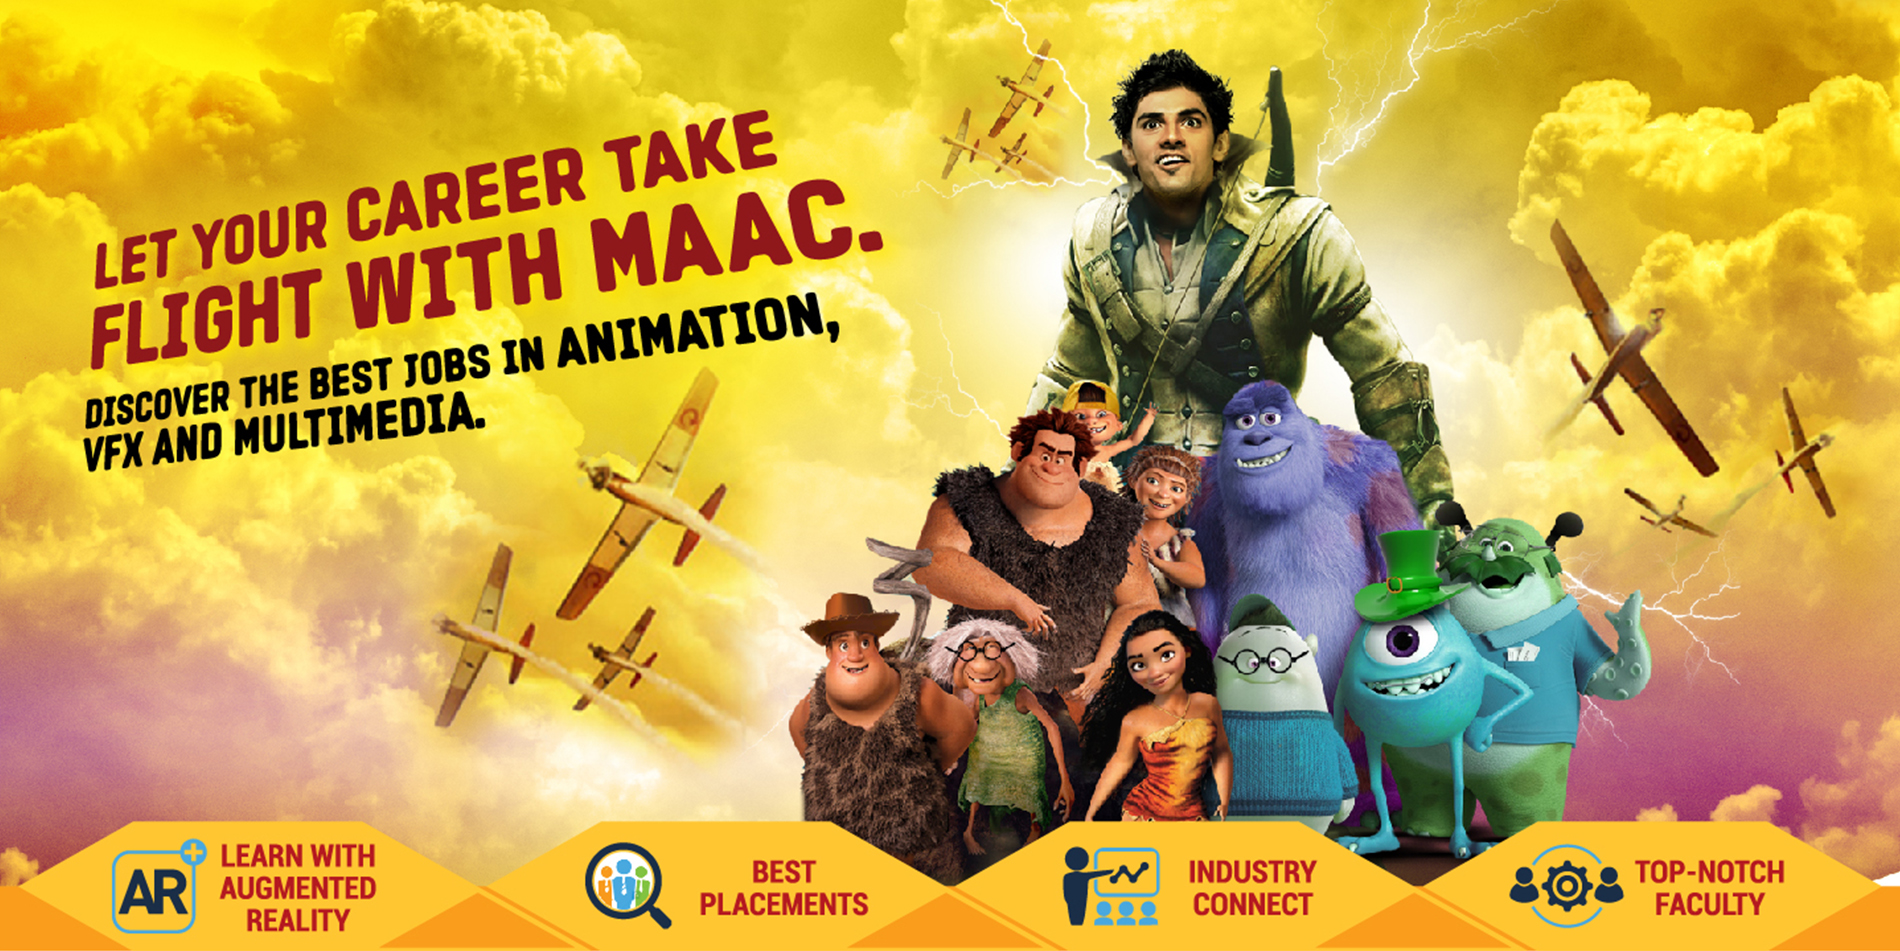 LET YOUR CAREER TAKE
FLIGHT WITH MAAC.
DISCOVER THE BEST JOBS IN ANIMATION,
VFX AND MULTIMEDIA.
AR
LEARN WITH
AUGMENTED
REALITY
BEST
PLACEMENTS
INDUSTRY
CONNECT
TOP-NOTCH
FACULTY